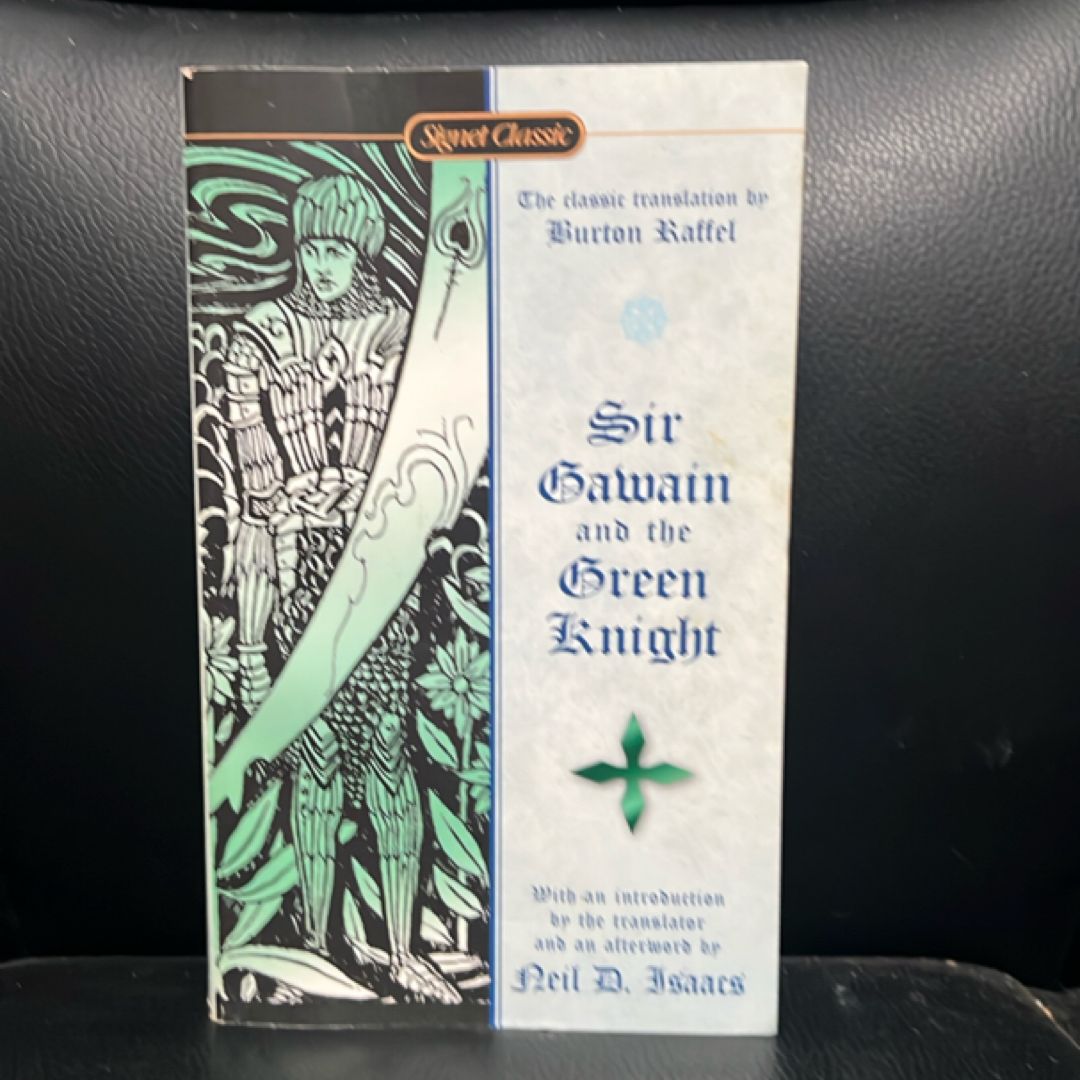 Signet Classic
The classic translation by
Burton Raffel
Sir
Gawain
and the
Green
Knight
With an introduction
by the translator
and an afterword by
Neil D. Isaacs